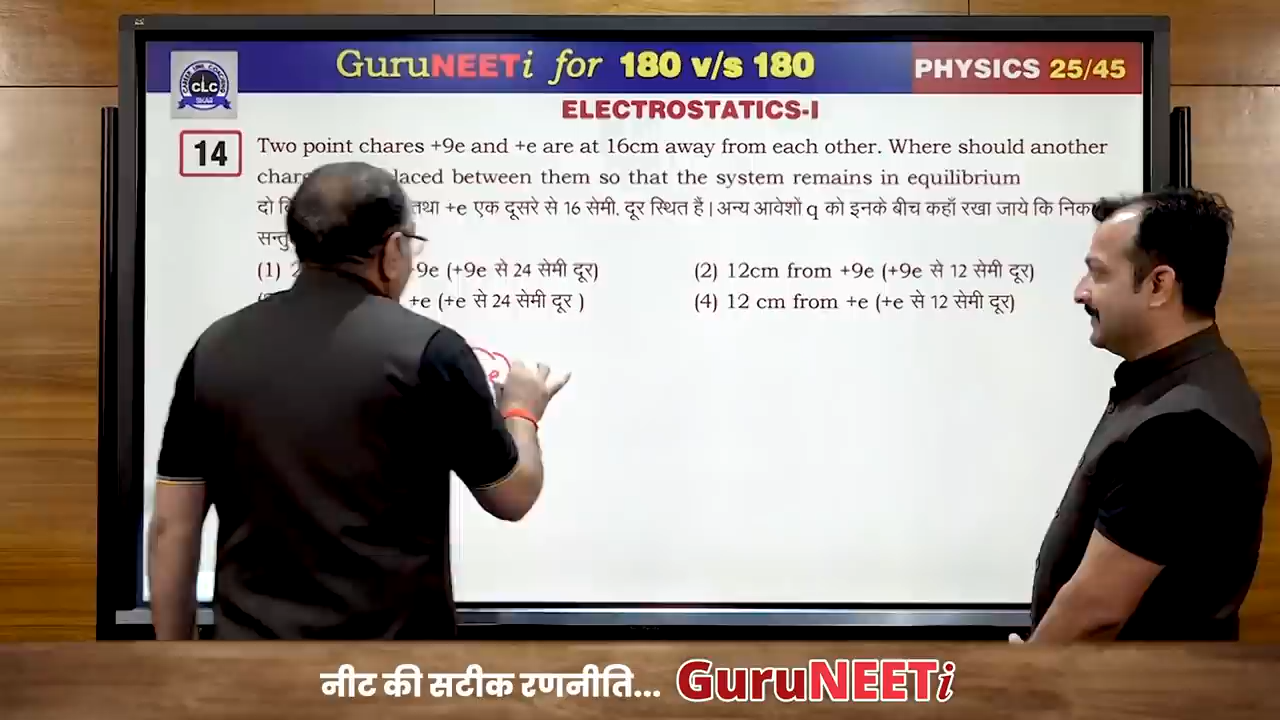 GuruNEETi for 180 v/s 180
PHYSICS 25/45
CLC
SIKAR
ELECTROSTATICS-I
14
Two point chares +9e and +e are at 16cm away from each other. Where should another
placed between them so that the system remains in equilibrium
दो तथा +e एक दूसरे से 16 सेमी. दूर स्थित हैं। अन्य आवेशों q को इनके बीच कहाँ रखा जाये कि
(1) +9e (+9e से 24 सेमी दूर)
(2) 12cm from +9e (+9e से 12 सेमी दूर)
+e (+e से 24 सेमी दूर )
(4) 12 cm from +e (+e से 12 सेमी दूर)
e
नीट की सटीक रणनीति... GuruNEETi